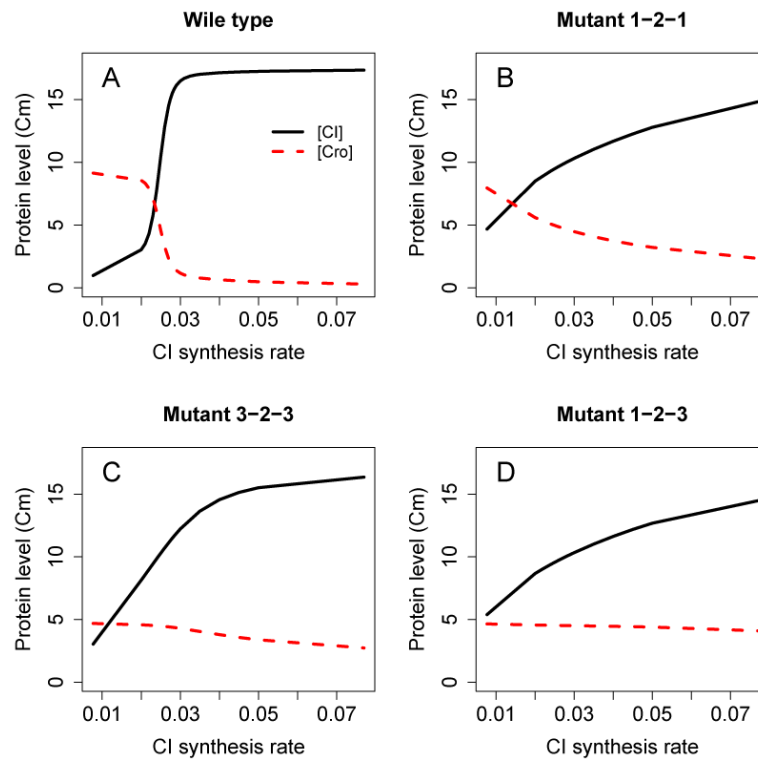 Wile type
A
[CI]
[Cro]
Protein level (Cm)
0
5
10
15
0.01
0.03
0.05
0.07
CI synthesis rate
Mutant 1−2−1
B
Protein level (Cm)
0
5
10
15
0.01
0.03
0.05
0.07
CI synthesis rate
Mutant 3−2−3
C
Protein level (Cm)
0
5
10
15
0.01
0.03
0.05
0.07
CI synthesis rate
Mutant 1−2−3
D
Protein level (Cm)
0
5
10
15
0.01
0.03
0.05
0.07
CI synthesis rate